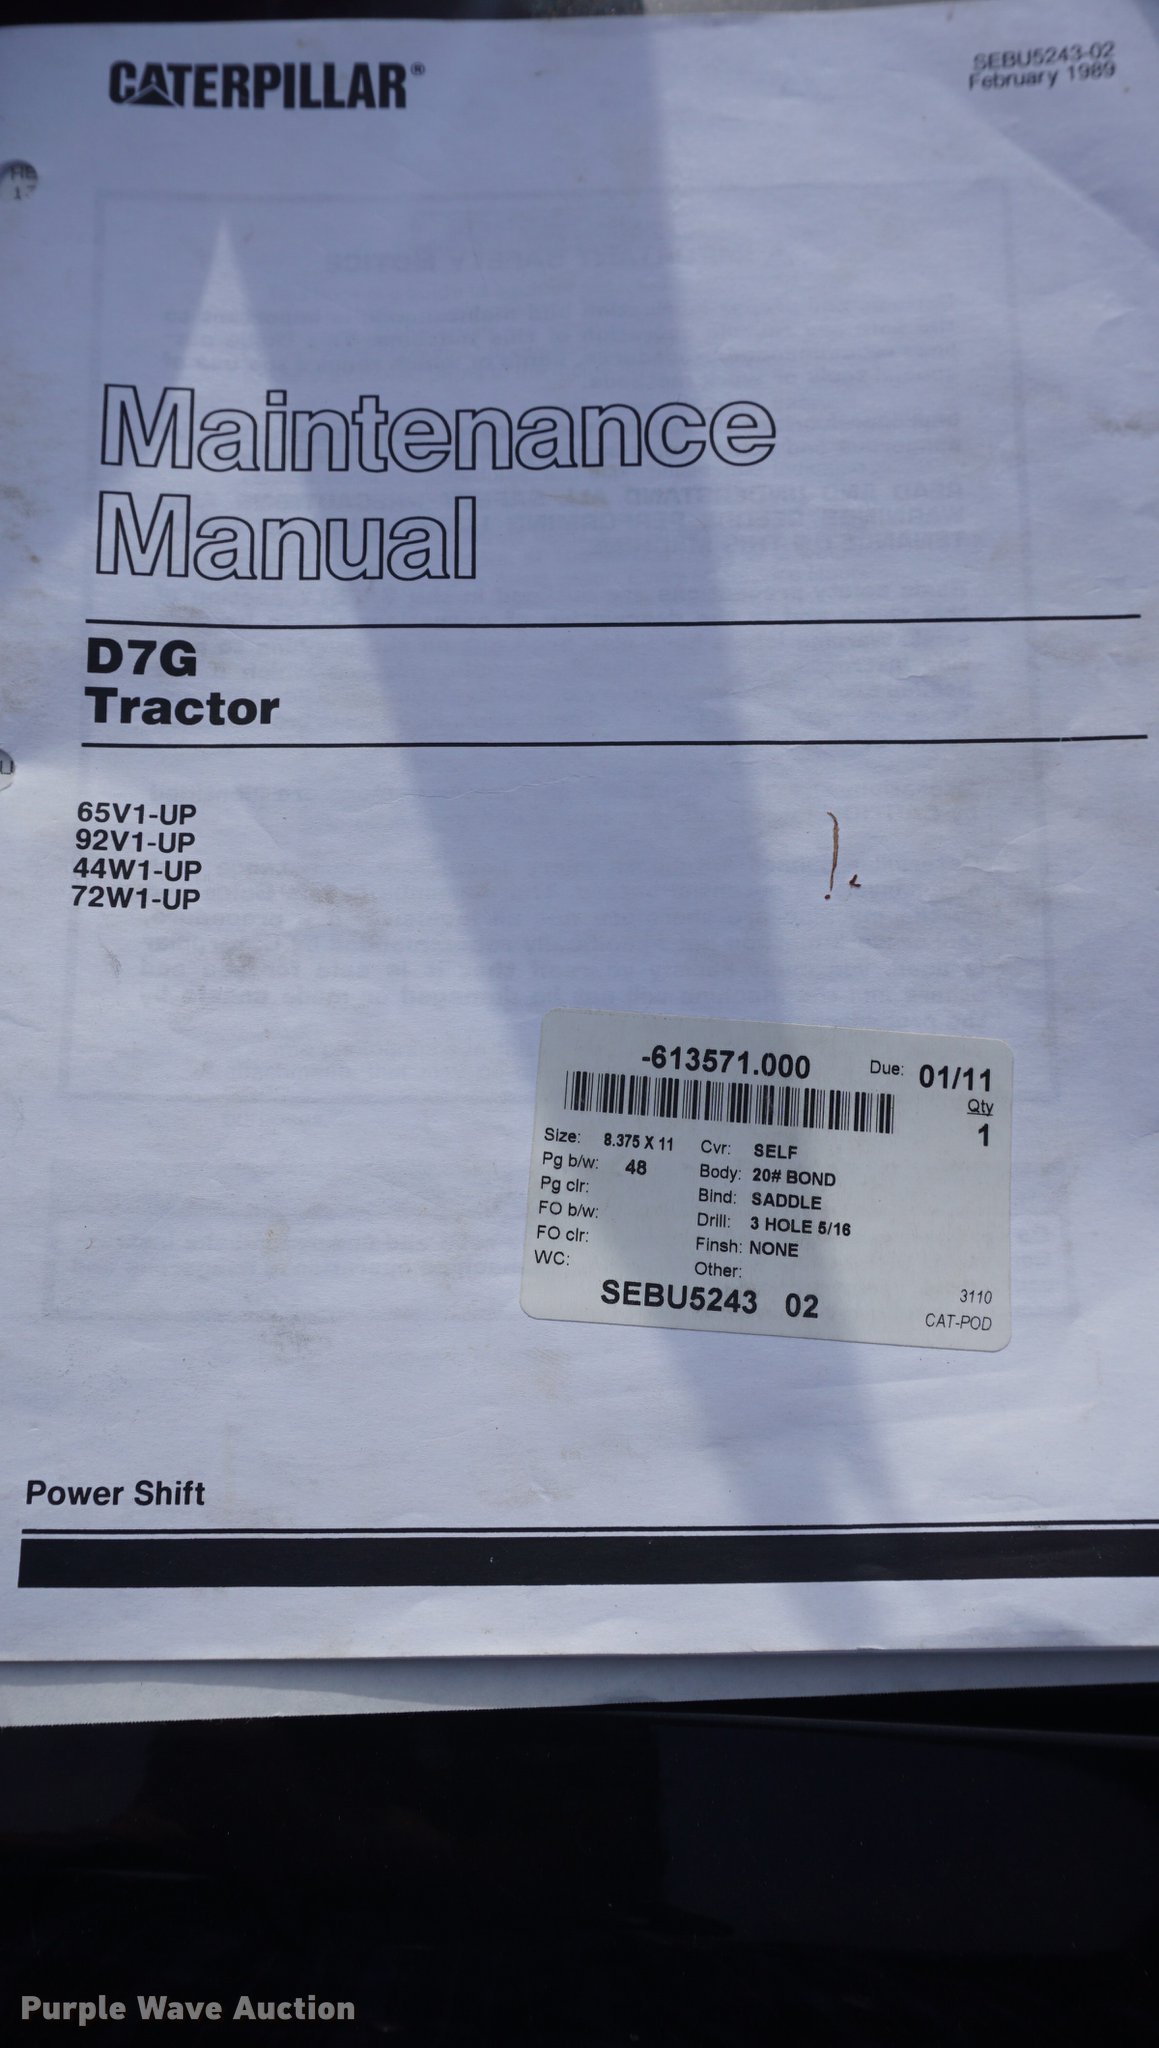 CATERPILLAR®
SEBU5243-02
February 1989
Maintenance
Manual
D7G
Tractor
65V1-UP
92V1-UP
44W1-UP
72W1-UP
-613571.000
Due: 01/11
Qty
1
Size: 8.375 X 11
Pg b/w: 48
Pg clr:
FO b/w:
FO clr:
WC:
Cvr: SELF
Body: 20# BOND
Bind: SADDLE
Drill: 3 HOLE 5/16
Finsh: NONE
Other:
SEBU5243 02
3110
CAT-POD
Power Shift
Purple Wave Auction